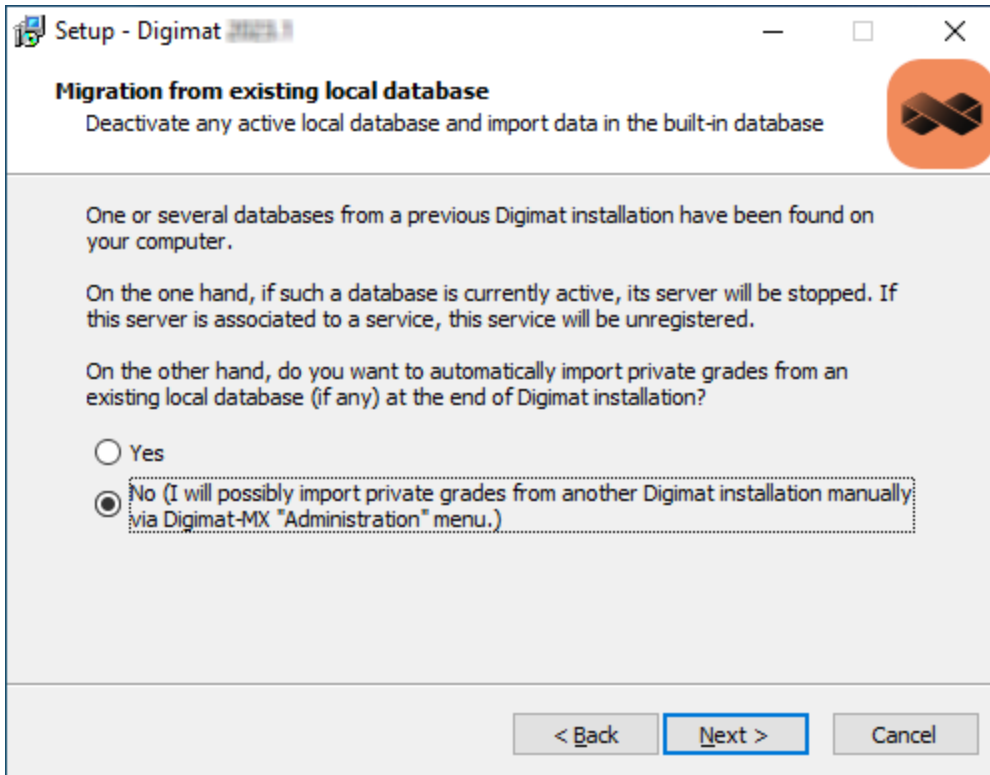 Setup - Digimat
Migration from existing local database
Deactivate any active local database and import data in the built-in database
One or several databases from a previous Digimat installation have been found on
your computer.
On the one hand, if such a database is currently active, its server will be stopped. If
this server is associated to a service, this service will be unregistered.
On the other hand, do you want to automatically import private grades from an
existing local database (if any) at the end of Digimat installation?
Yes
No (I will possibly import private grades from another Digimat installation manually
via Digimat-MX "Administration" menu.)
< Back
Next >
Cancel